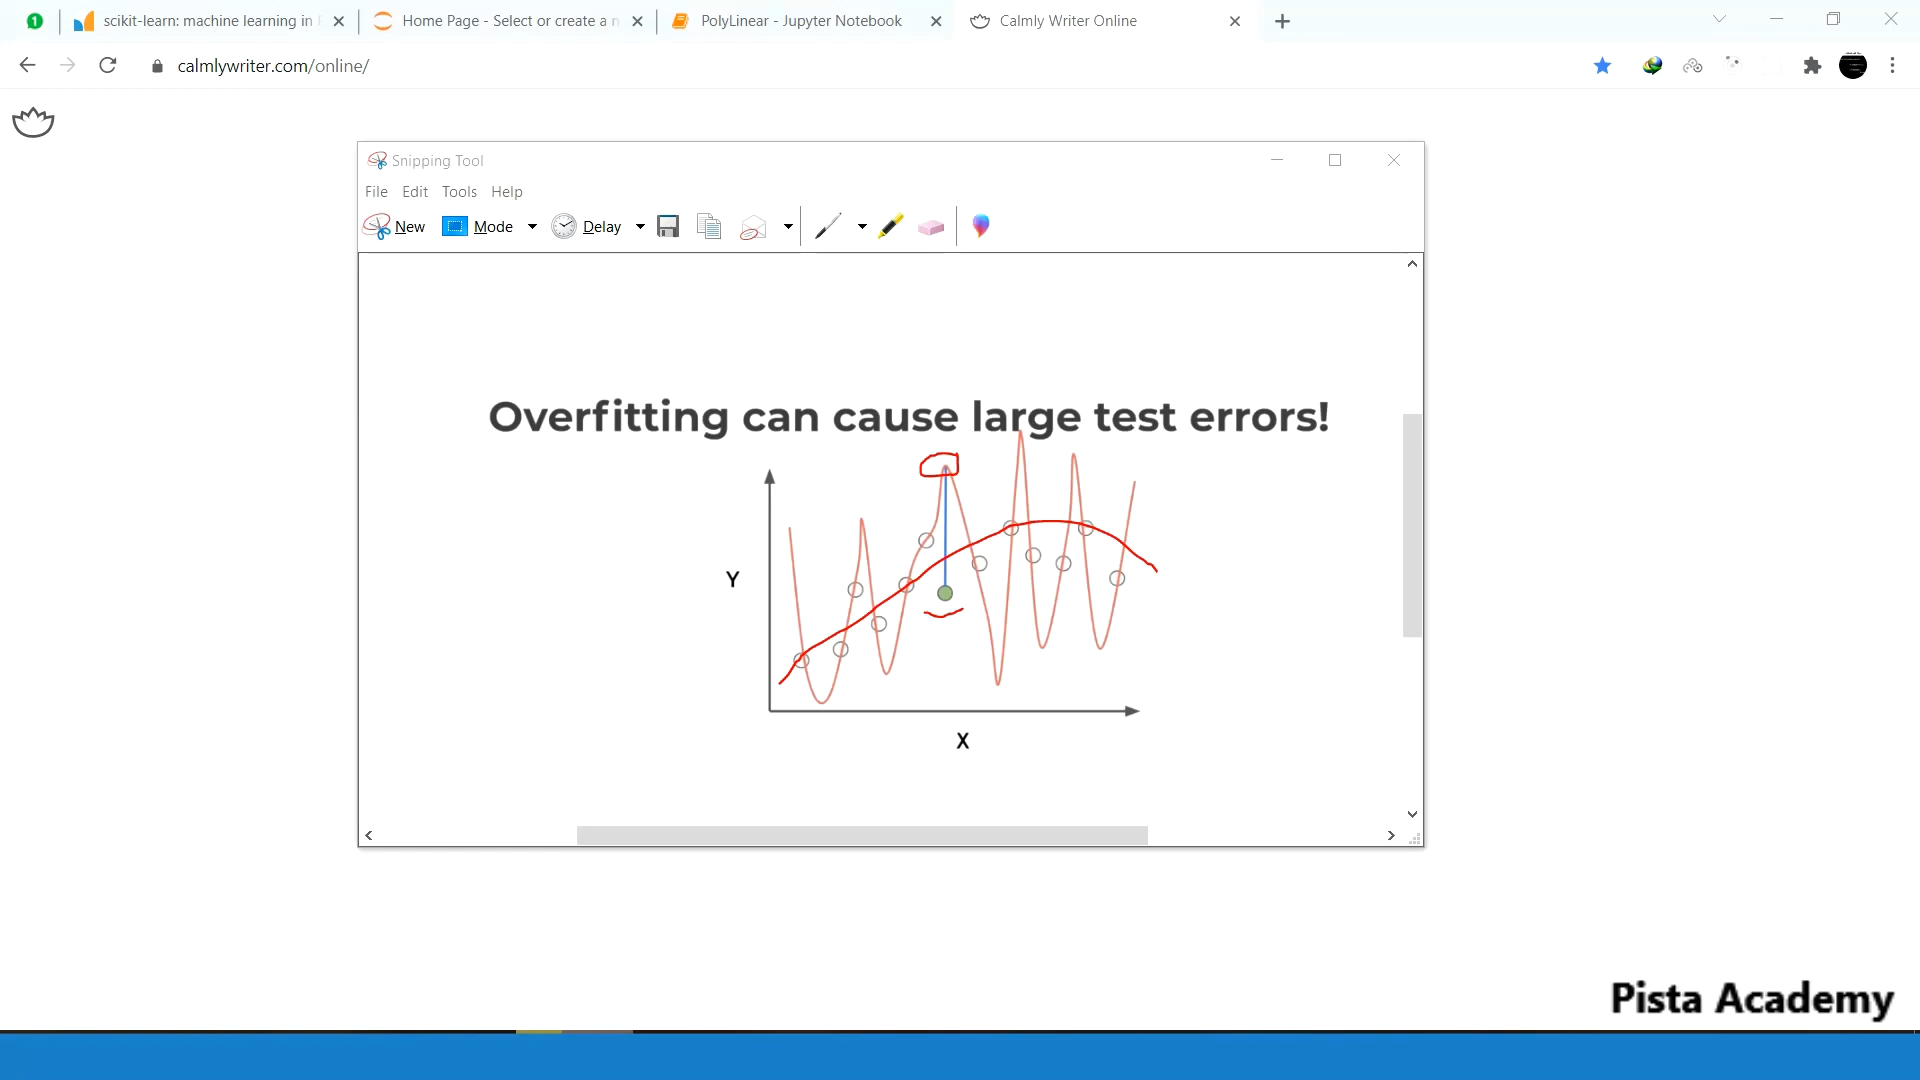 scikit-learn: machine learning in
Home Page - Select or create a n
PolyLinear - Jupyter Notebook
Calmly Writer Online
calmlywriter.com/online/
Snipping Tool
File Edit Tools Help
New Mode Delay
Overfitting can cause large test errors!
Y
X
Pista Academy